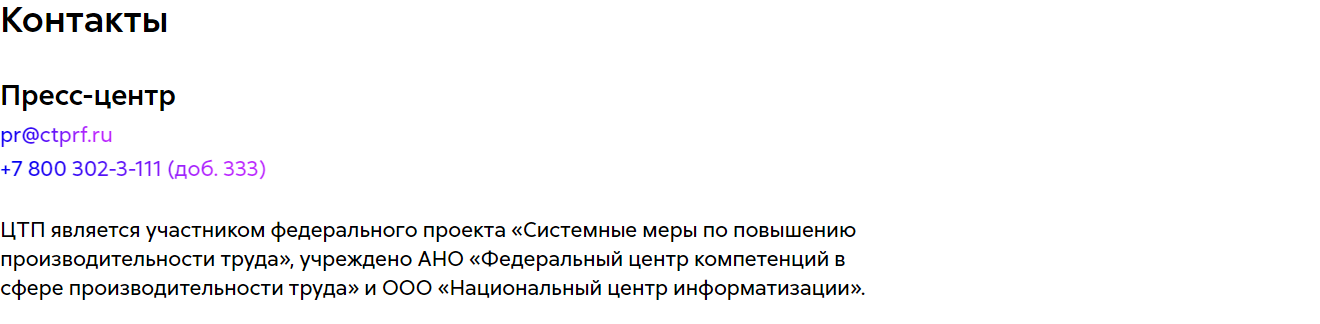 Контакты
Пресс-центр
pr@ctprf.ru
+7 800 302-3-111 (доб. 333)
ЦТП является участником федерального проекта «Системные меры по повышению
производительности труда», учреждено АНО «Федеральный центр компетенций в
сфере производительности труда» и ООО «Национальный центр информатизации».